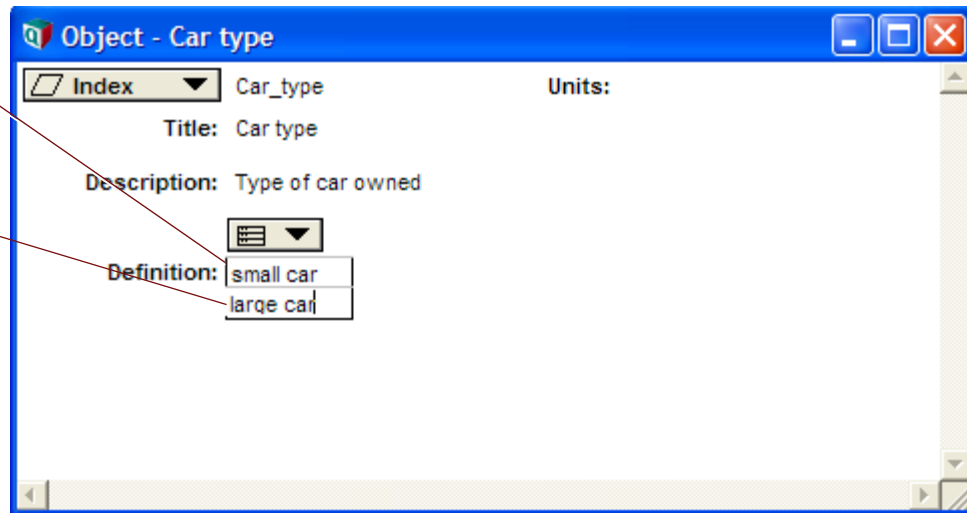 Object - Car type
Index Car_type Units:
Title: Car type
Description: Type of car owned
Definition: small car
large car